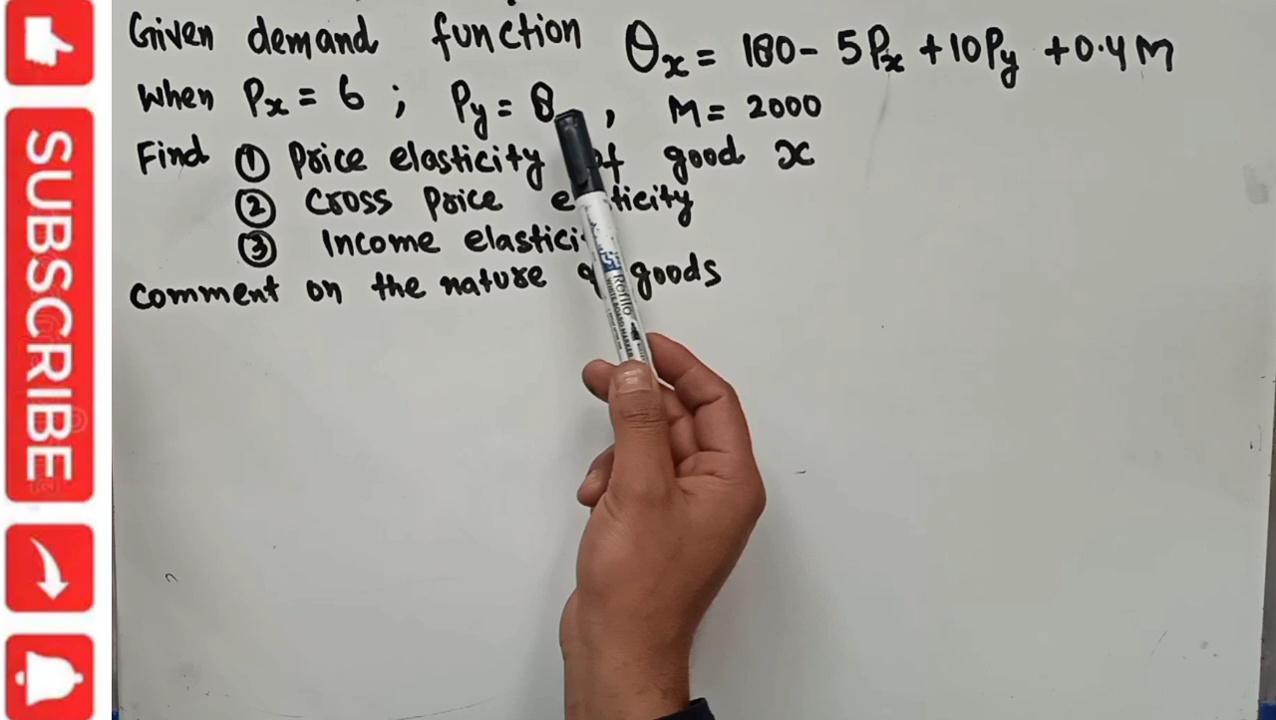 Given demand function Qx = 180 - 5Px + 10Py + 0.4M
When Px = 6 ; Py = 8 , M = 2000
Find ① Price elasticity of good x
② Cross Price
③ Income
Comment on the nature goods
SUBSCRIBE